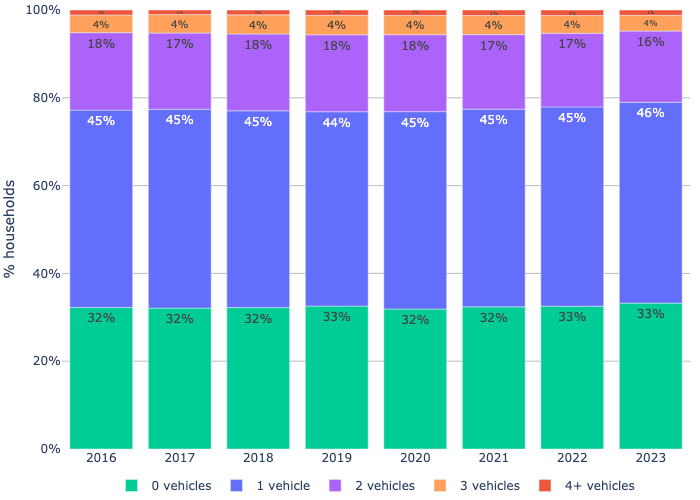 100%
80%
60%
40%
20%
0%
% households
4% 4% 4% 4% 4% 4% 4% 4%
18% 17% 18% 18% 18% 17% 17% 16%
45% 45% 45% 44% 45% 45% 45% 46%
32% 32% 32% 33% 32% 32% 33% 33%
2016 2017 2018 2019 2020 2021 2022 2023
0 vehicles 1 vehicle 2 vehicles 3 vehicles 4+ vehicles